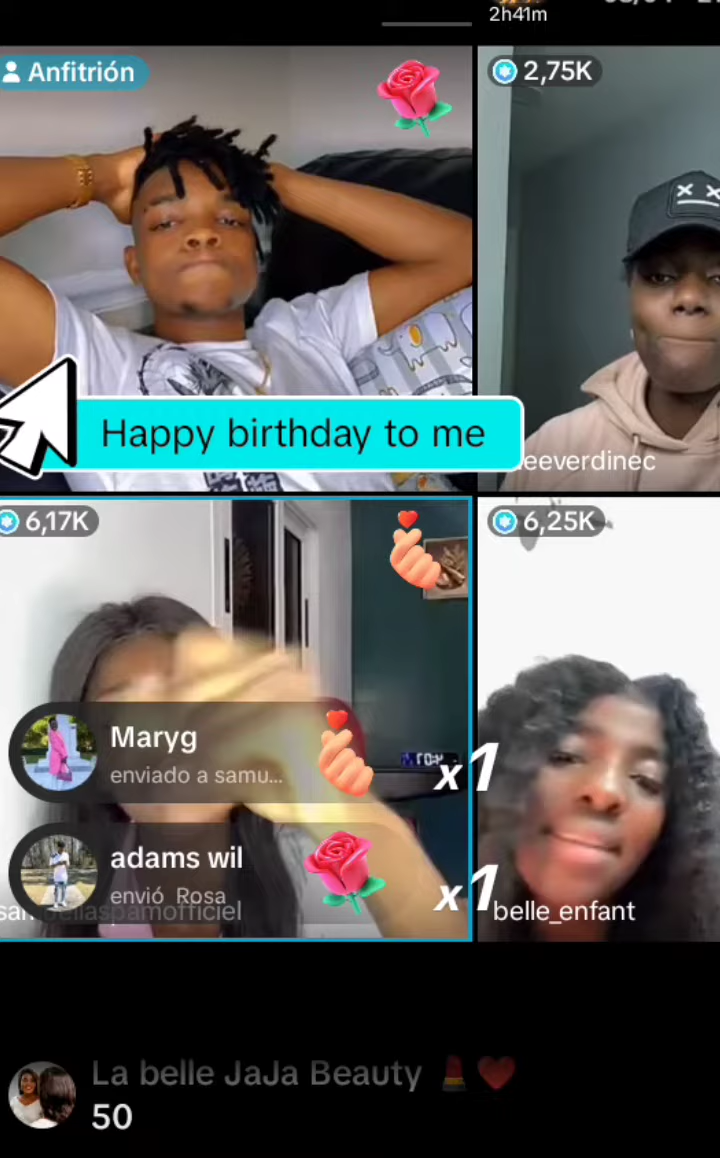 2h41m
Anfitrión
2,75K
Happy birthday to me
eeverdinec
6,17K
6,25K
Maryg
enviado a samu...
x1
adams wil
envió Rosa
x1
belle_enfant
La belle JaJa Beauty 💄❤️
50